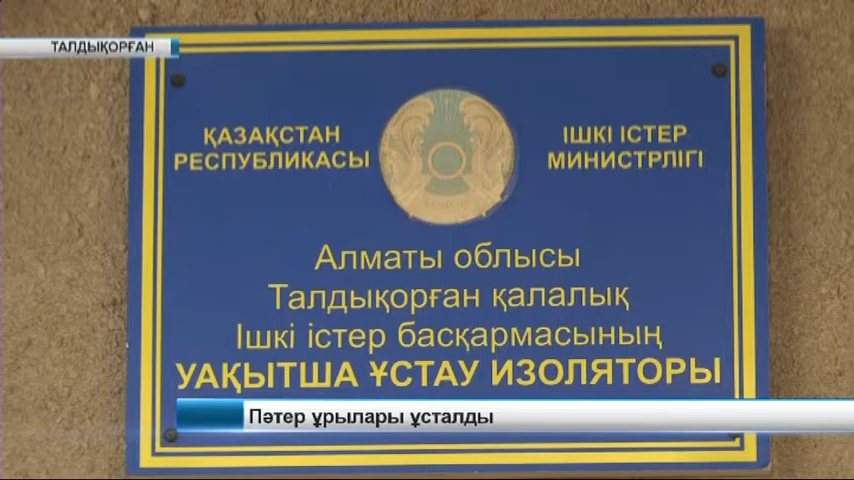 ТАЛДЫҚОРҒАН
ҚАЗАҚСТАН
РЕСПУБЛИКАСЫ
ІШКІ ІСТЕР
МИНИСТРЛІГІ
Алматы облысы
Талдықорған қалалық
Ішкі істер басқармасының
УАҚЫТША ҰСТАУ ИЗОЛЯТОРЫ
Пәтер ұрылары ұсталды